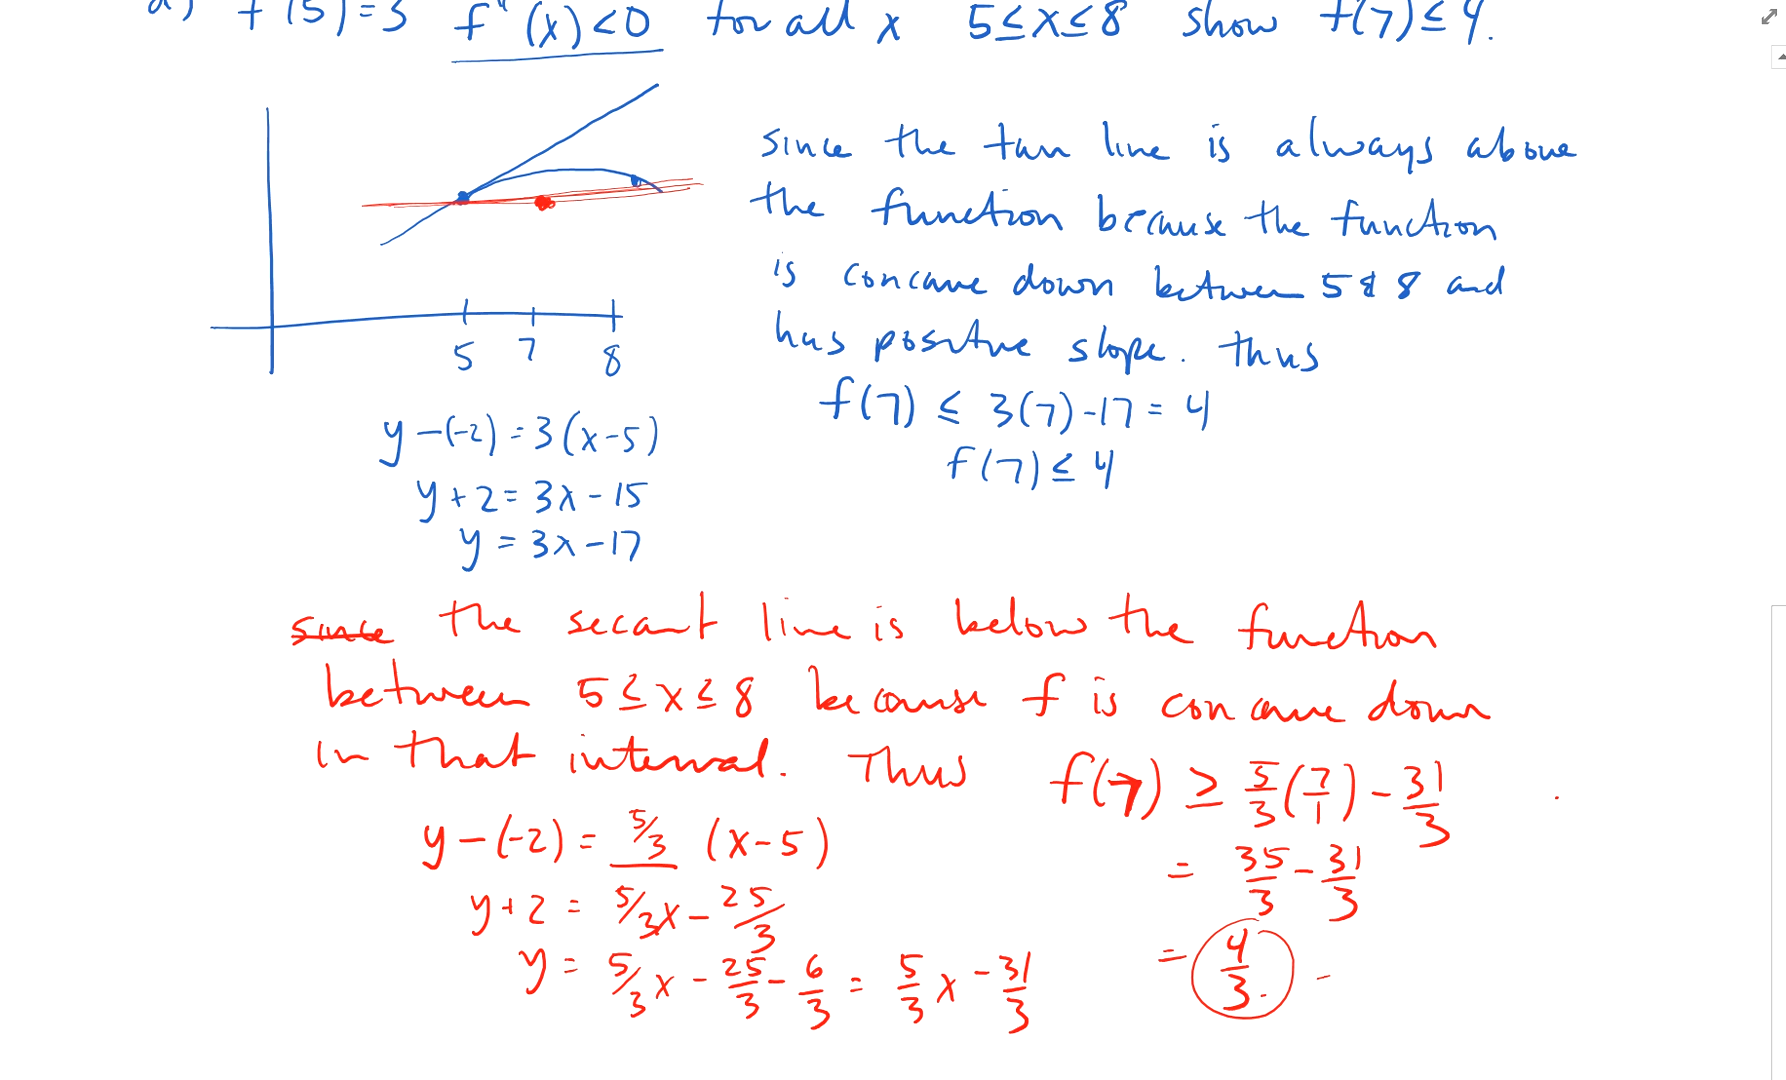 d) f'(5)=3 f"(x)<0 for all x 5≤x≤8 show f(7)≤4.
since the tan line is always above
the function because the function
is concave down between 5 & 8 and
has positive slope. thus
f(7) ≤ 3(7)-17 = 4
f(7) ≤ 4
5 7 8
y-(-2) = 3(x-5)
y+2 = 3x-15
y = 3x-17
since the secant line is below the function
between 5≤x≤8 because f is concave down
in that interval. Thus f(7) ≥ 5/3(7/1) - 31/3
= 35/3 - 31/3
= 4/3.
y-(-2) = 5/3 (x-5)
y+2 = 5/3x - 25/3
y = 5/3x - 25/3 - 6/3 = 5/3x - 31/3